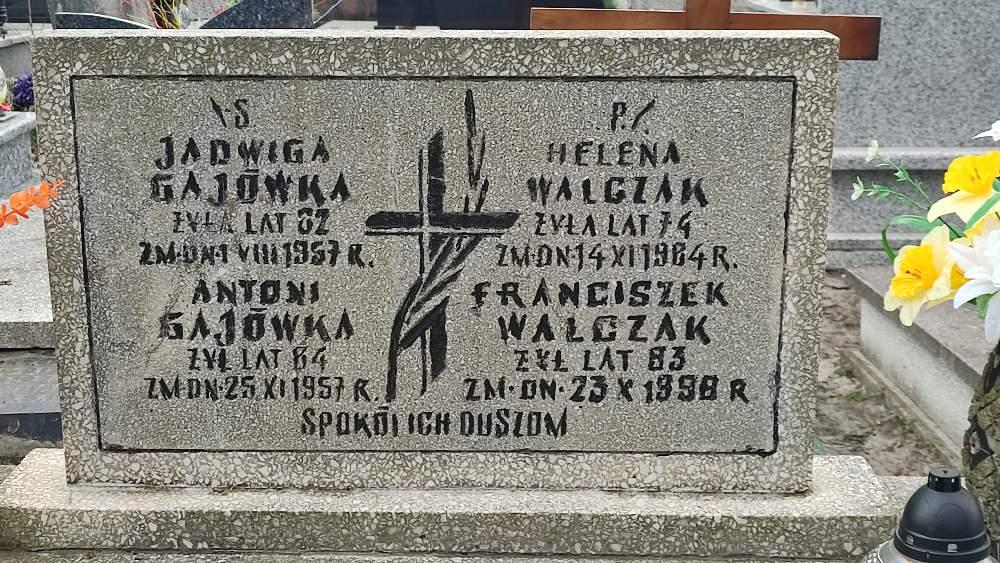 Ś. P.
JADWIGA
GAJÓWKA
ŻYŁA LAT 82
ZM·DN·1 VIII 1957 R.
ANTONI
GAJÓWKA
ŻYŁ LAT 84
ZM·DN·25 XI 1957 R.
HELENA
WALCZAK
ŻYŁA LAT 74
ZM·DN·14 XI 1984 R.
FRANCISZEK
WALCZAK
ŻYŁ LAT 83
ZM·DN·23 X 1998 R
SPOKÓJ ICH DUSZOM